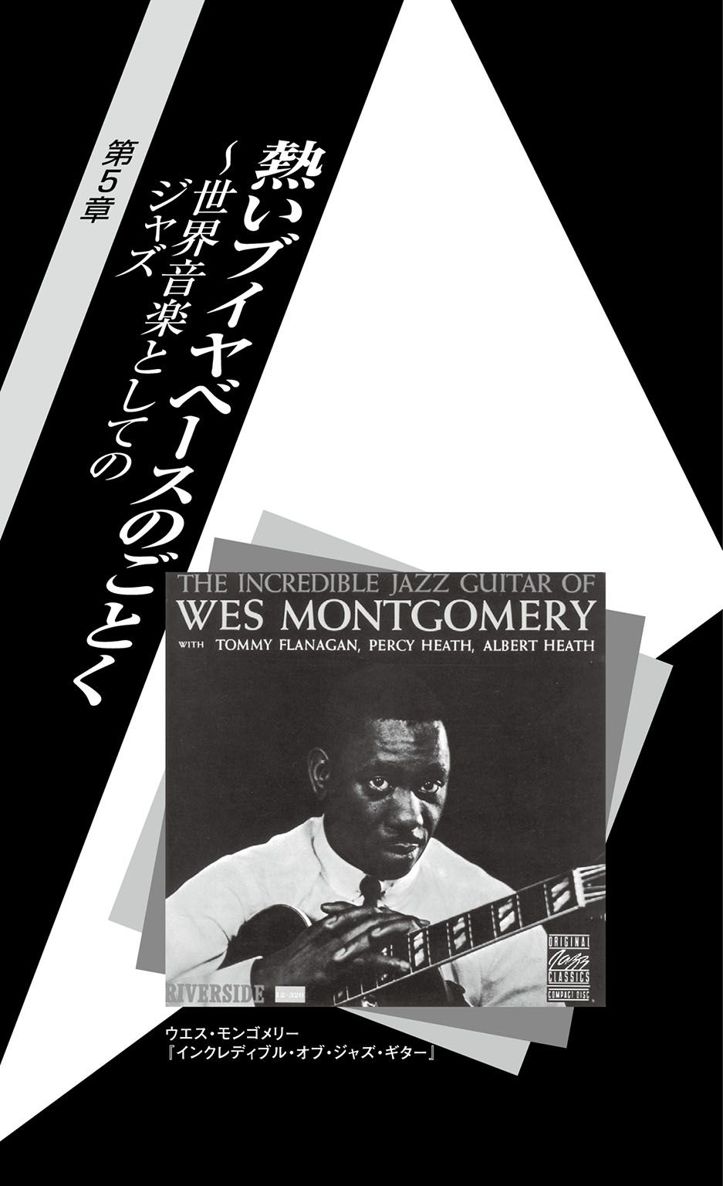 第5章
熱いブイヤベースのごとく
〜世界音楽としての
ジャズ
THE INCREDIBLE JAZZ GUITAR OF
WES MONTGOMERY
WITH TOMMY FLANAGAN, PERCY HEATH, ALBERT HEATH
RIVERSIDE
12-320
ORIGINAL
Jazz
CLASSICS
COMPACT DISC
ウエス・モンゴメリー
『インクレディブル・オブ・ジャズ・ギター』